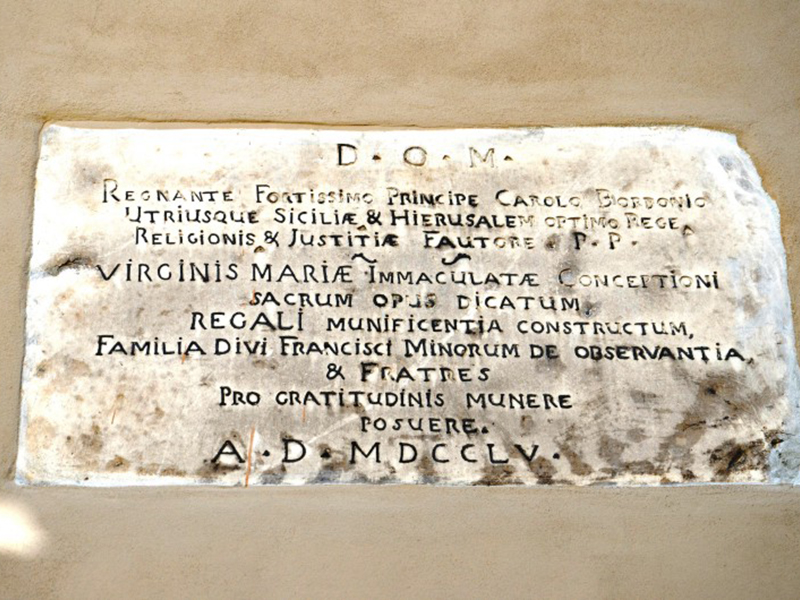 D. O. M.
REGNANTE FORTISSIMO PRINCIPE CAROLO BORBONIO
UTRIUSQUE SICILIÆ & HIERUSALEM OPTIMO REGE
RELIGIONIS & JUSTITIÆ FAUTORE P. P.
VIRGINIS MARIÆ IMMACULATÆ CONCEPTIONI
SACRUM OPUS DICATUM,
REGALI MUNIFICENTIA CONSTRUCTUM,
FAMILIA DIVI FRANCISCI MINORUM DE OBSERVANTIA,
& FRATRES
PRO GRATITUDINIS MUNERE
POSUERE.
A. D. MDCCLV.